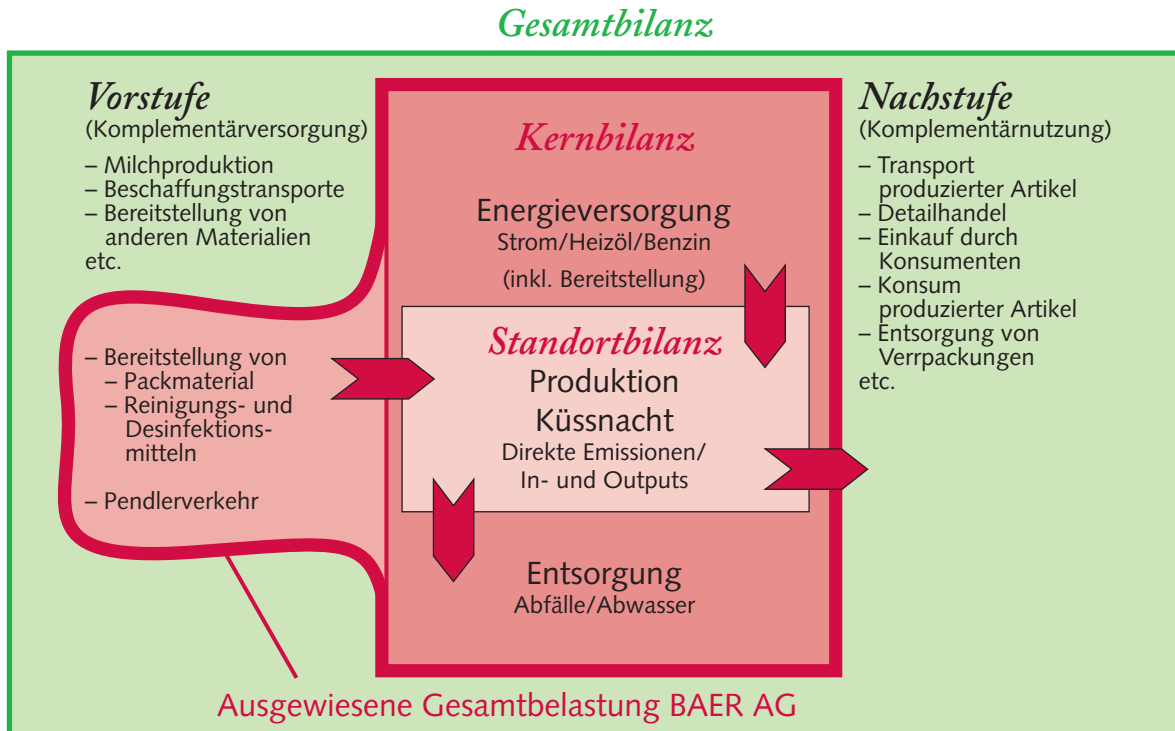 Gesamtbilanz
Vorstufe
(Komplementärversorgung)
– Milchproduktion
– Beschaffungstransporte
– Bereitstellung von
anderen Materialien
etc.
– Bereitstellung von
– Packmaterial
– Reinigungs- und
Desinfektions-
mitteln
– Pendlerverkehr
Kernbilanz
Energieversorgung
Strom/Heizöl/Benzin
(inkl. Bereitstellung)
Standortbilanz
Produktion
Küssnacht
Direkte Emissionen/
In- und Outputs
Entsorgung
Abfälle/Abwasser
Nachstufe
(Komplementärnutzung)
– Transport
produzierter Artikel
– Detailhandel
– Einkauf durch
Konsumenten
– Konsum
produzierter Artikel
– Entsorgung von
Verrpackungen
etc.
Ausgewiesene Gesamtbelastung BAER AG